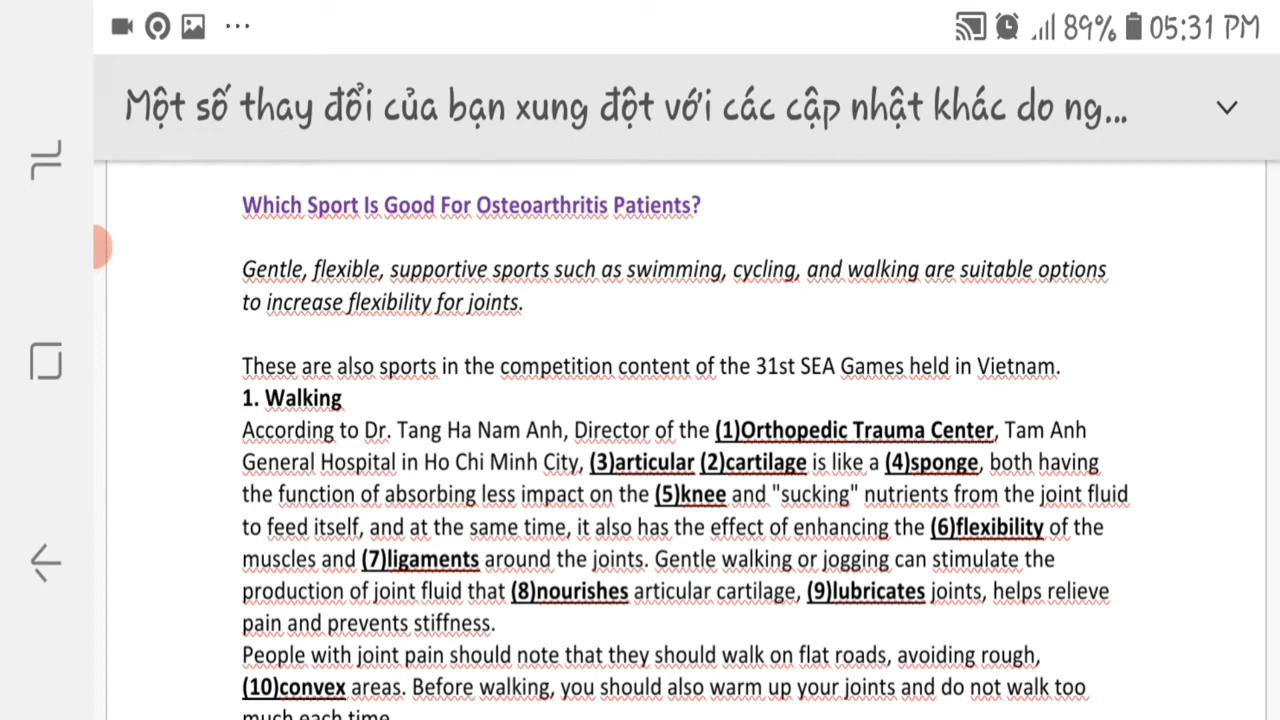 89% 05:31 PM
Một số thay đổi của bạn xung đột với các cập nhật khác do ng...
Which Sport Is Good For Osteoarthritis Patients?
Gentle, flexible, supportive sports such as swimming, cycling, and walking are suitable options
to increase flexibility for joints.
These are also sports in the competition content of the 31st SEA Games held in Vietnam.
1. Walking
According to Dr. Tang Ha Nam Anh, Director of the (1)Orthopedic Trauma Center, Tam Anh
General Hospital in Ho Chi Minh City, (3)articular (2)cartilage is like a (4)sponge, both having
the function of absorbing less impact on the (5)knee and "sucking" nutrients from the joint fluid
to feed itself, and at the same time, it also has the effect of enhancing the (6)flexibility of the
muscles and (7)ligaments around the joints. Gentle walking or jogging can stimulate the
production of joint fluid that (8)nourishes articular cartilage, (9)lubricates joints, helps relieve
pain and prevents stiffness.
People with joint pain should note that they should walk on flat roads, avoiding rough,
(10)convex areas. Before walking, you should also warm up your joints and do not walk too
much each time.